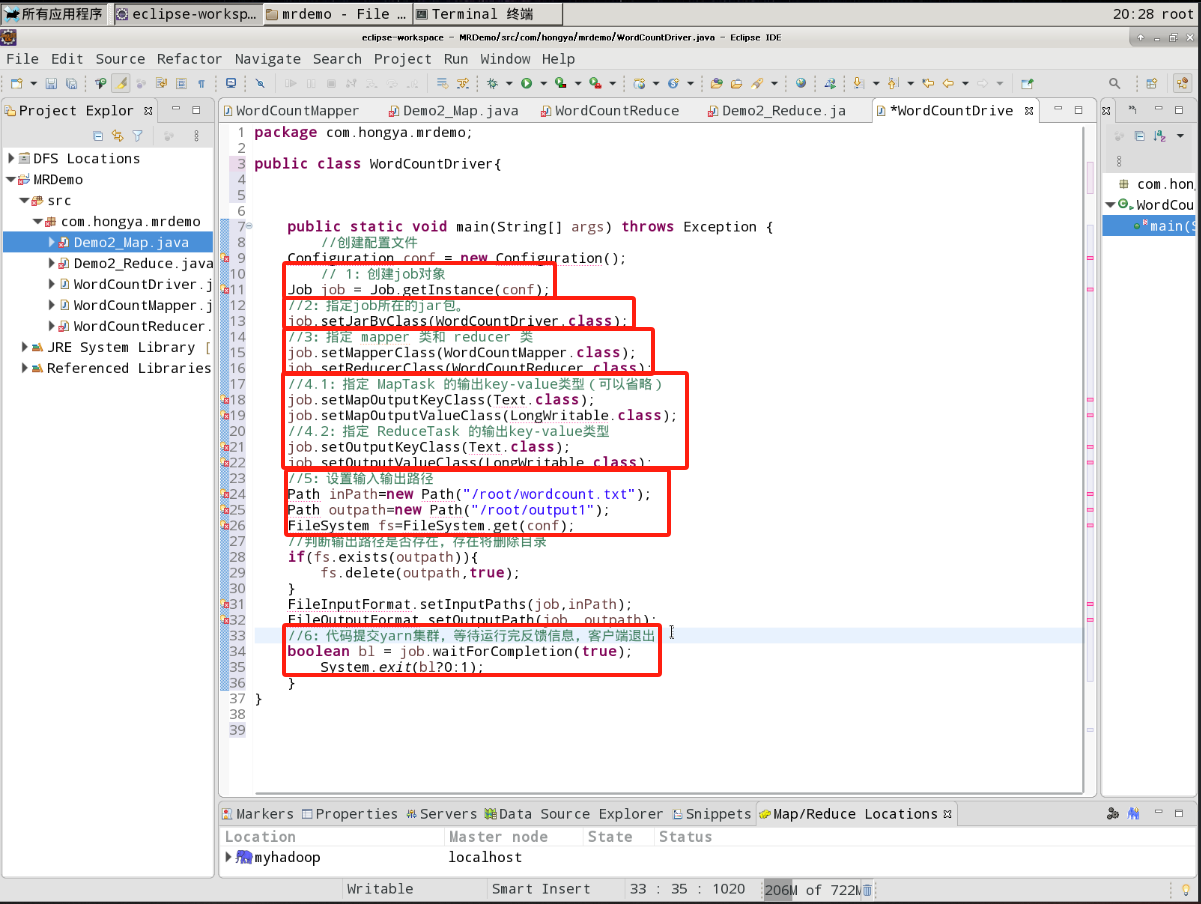 所有应用程序 eclipse-worksp... mrdemo - File ... Terminal 终端 20:28 root
eclipse-workspace - MRDemo/src/com/hongya/mrdemo/WordCountDriver.java - Eclipse IDE
File Edit Source Refactor Navigate Search Project Run Window Help
Project Explor
WordCountMapper Demo2_Map.java WordCountReduce Demo2_Reduce.ja *WordCountDrive
DFS Locations
MRDemo
src
com.hongya.mrdemo
Demo2_Map.java
Demo2_Reduce.java
WordCountDriver.j
WordCountMapper.j
WordCountReducer.
JRE System Library [
Referenced Libraries
1 package com.hongya.mrdemo;
2
3 public class WordCountDriver{
4
5
6
7 public static void main(String[] args) throws Exception {
8 //创建配置文件
9 Configuration conf = new Configuration();
10 // 1：创建job对象
11 Job job = Job.getInstance(conf);
12 //2：指定job所在的jar包。
13 job.setJarByClass(WordCountDriver.class);
14 //3：指定 mapper 类和 reducer 类
15 job.setMapperClass(WordCountMapper.class);
16 job.setReducerClass(WordCountReducer.class);
17 //4.1：指定 MapTask 的输出key-value类型（可以省略）
18 job.setMapOutputKeyClass(Text.class);
19 job.setMapOutputValueClass(LongWritable.class);
20 //4.2：指定 ReduceTask 的输出key-value类型
21 job.setOutputKeyClass(Text.class);
22 job.setOutputValueClass(LongWritable.class);
23 //5：设置输入输出路径
24 Path inPath=new Path("/root/wordcount.txt");
25 Path outpath=new Path("/root/output1");
26 FileSystem fs=FileSystem.get(conf);
27 //判断输出路径是否存在，存在将删除目录
28 if(fs.exists(outpath)){
29 fs.delete(outpath,true);
30 }
31 FileInputFormat.setInputPaths(job,inPath);
32 FileOutputFormat.setOutputPath(job, outpath);
33 //6：代码提交yarn集群，等待运行完反馈信息，客户端退出
34 boolean bl = job.waitForCompletion(true);
35 System.exit(bl?0:1);
36 }
37 }
38
39
com.hon
WordCou
main(S
Markers Properties Servers Data Source Explorer Snippets Map/Reduce Locations
Location Master node State Status
myhadoop localhost
Writable Smart Insert 33 : 35 : 1020 206M of 722M